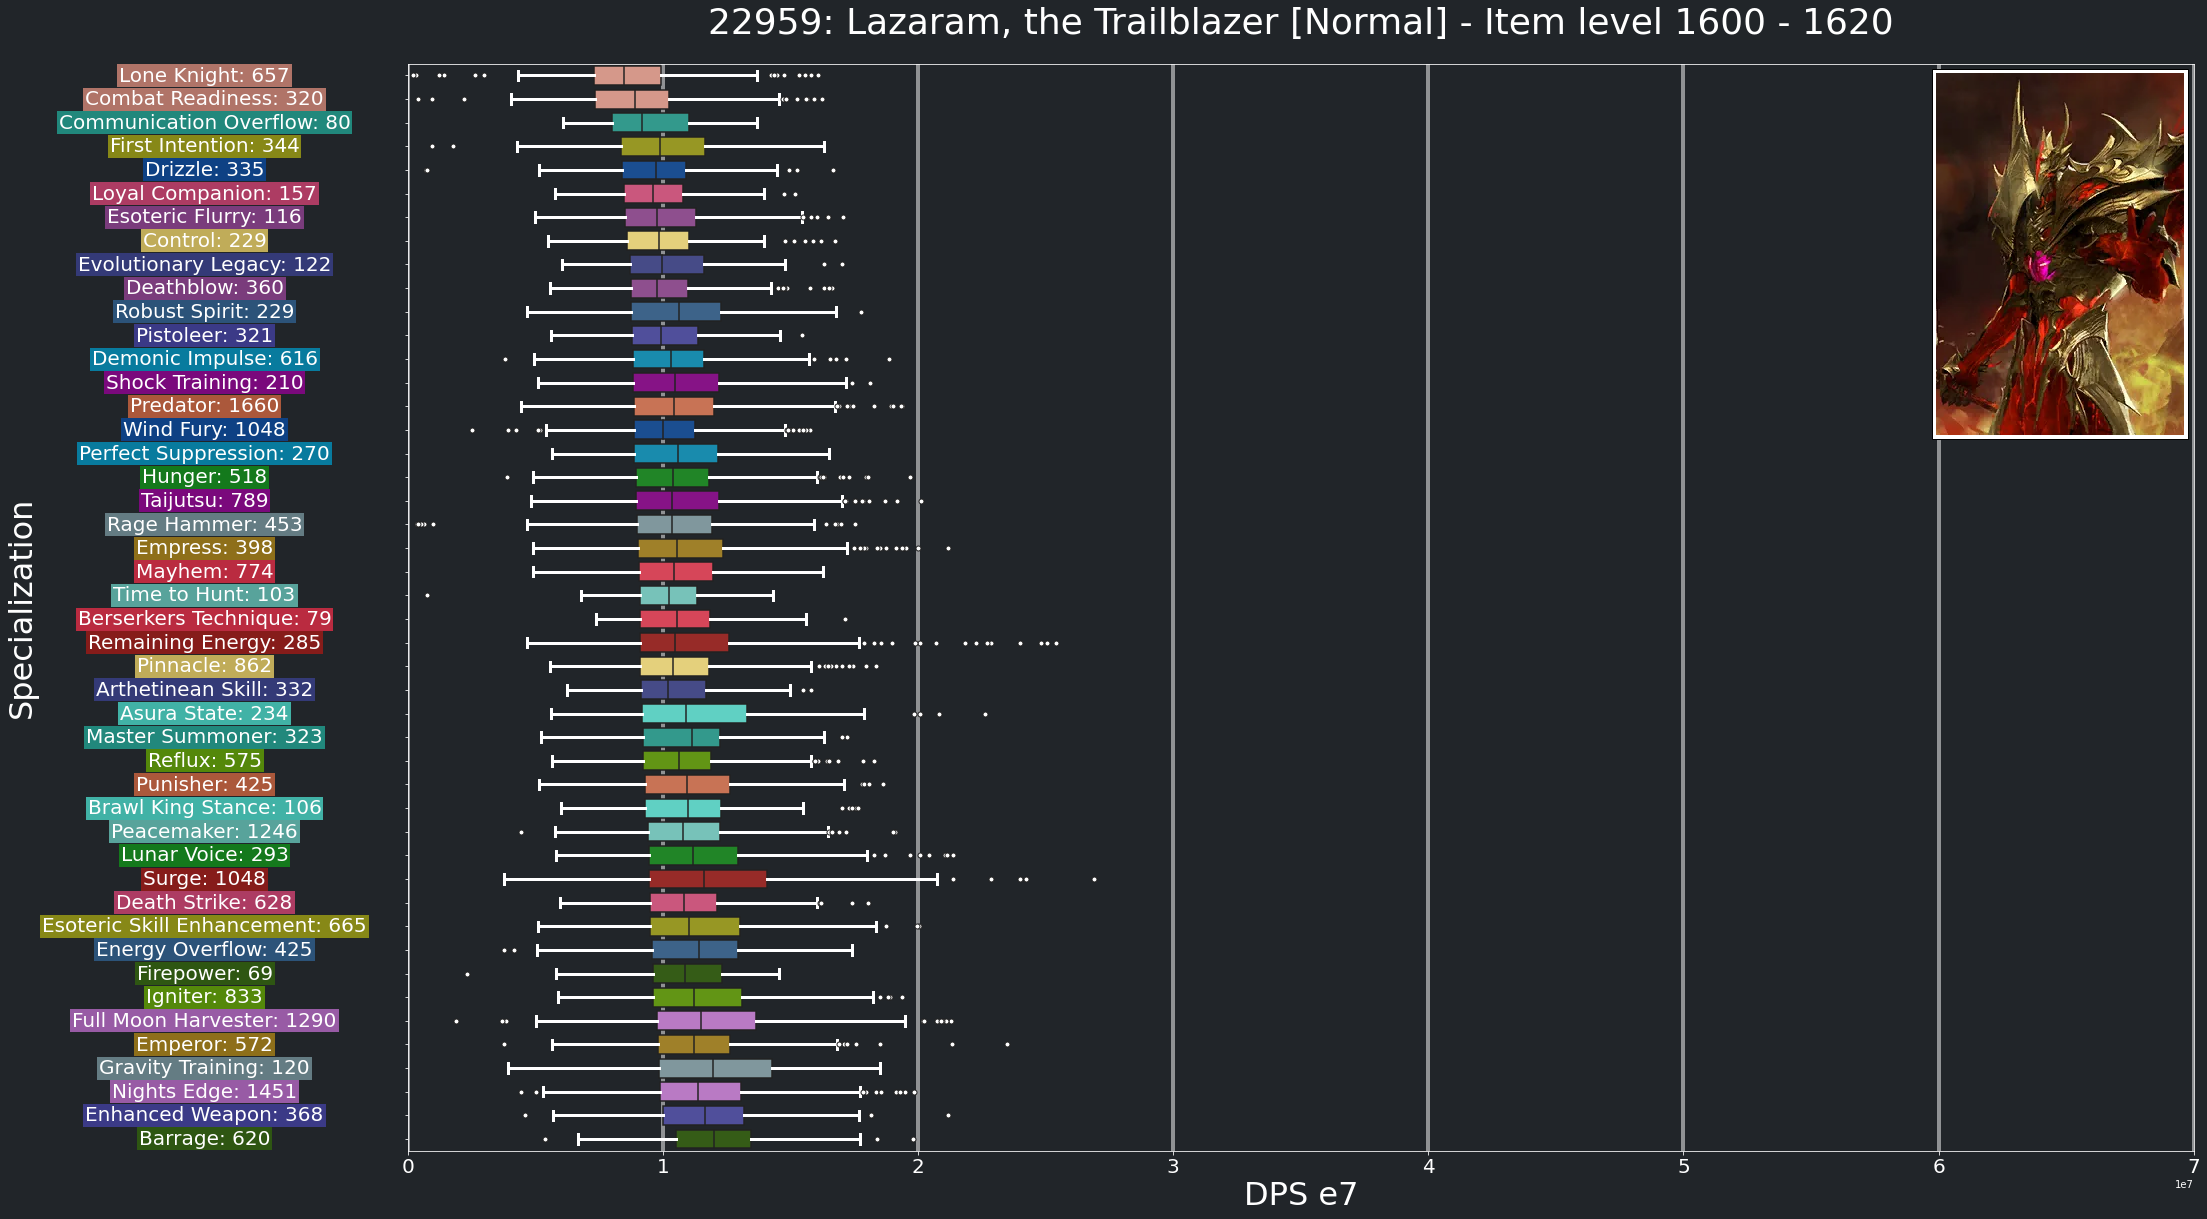 22959: Lazaram, the Trailblazer [Normal] - Item level 1600 - 1620
Specialization
Lone Knight: 657
Combat Readiness: 320
Communication Overflow: 80
First Intention: 344
Drizzle: 335
Loyal Companion: 157
Esoteric Flurry: 116
Control: 229
Evolutionary Legacy: 122
Deathblow: 360
Robust Spirit: 229
Pistoleer: 321
Demonic Impulse: 616
Shock Training: 210
Predator: 1660
Wind Fury: 1048
Perfect Suppression: 270
Hunger: 518
Taijutsu: 789
Rage Hammer: 453
Empress: 398
Mayhem: 774
Time to Hunt: 103
Berserkers Technique: 79
Remaining Energy: 285
Pinnacle: 862
Arthetinean Skill: 332
Asura State: 234
Master Summoner: 323
Reflux: 575
Punisher: 425
Brawl King Stance: 106
Peacemaker: 1246
Lunar Voice: 293
Surge: 1048
Death Strike: 628
Esoteric Skill Enhancement: 665
Energy Overflow: 425
Firepower: 69
Igniter: 833
Full Moon Harvester: 1290
Emperor: 572
Gravity Training: 120
Nights Edge: 1451
Enhanced Weapon: 368
Barrage: 620
0 1 2 3 4 5 6 7
1e7
DPS e7